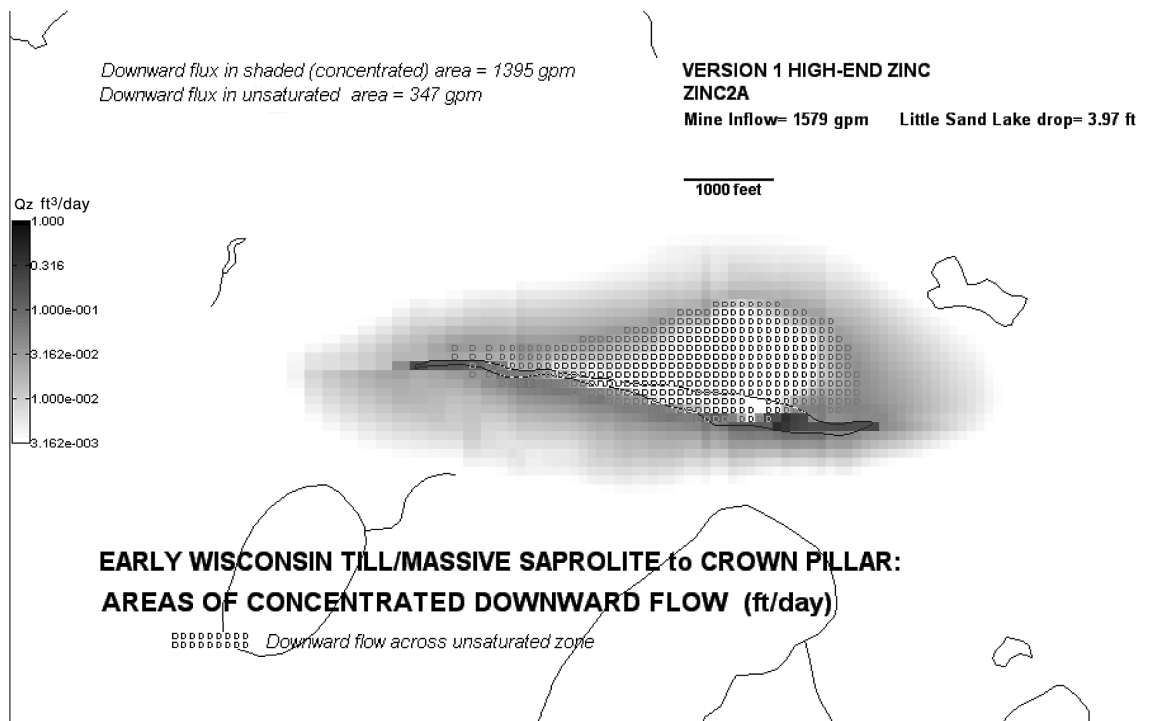 Downward flux in shaded (concentrated) area = 1395 gpm
Downward flux in unsaturated area = 347 gpm
VERSION 1 HIGH-END ZINC
ZINC2A
Mine Inflow= 1579 gpm Little Sand Lake drop= 3.97 ft
1000 feet
Qz ft³/day
1.000
0.316
1.000e-001
3.162e-002
1.000e-002
3.162e-003
EARLY WISCONSIN TILL/MASSIVE SAPROLITE to CROWN PILLAR:
AREAS OF CONCENTRATED DOWNWARD FLOW (ft/day)
Downward flow across unsaturated zone